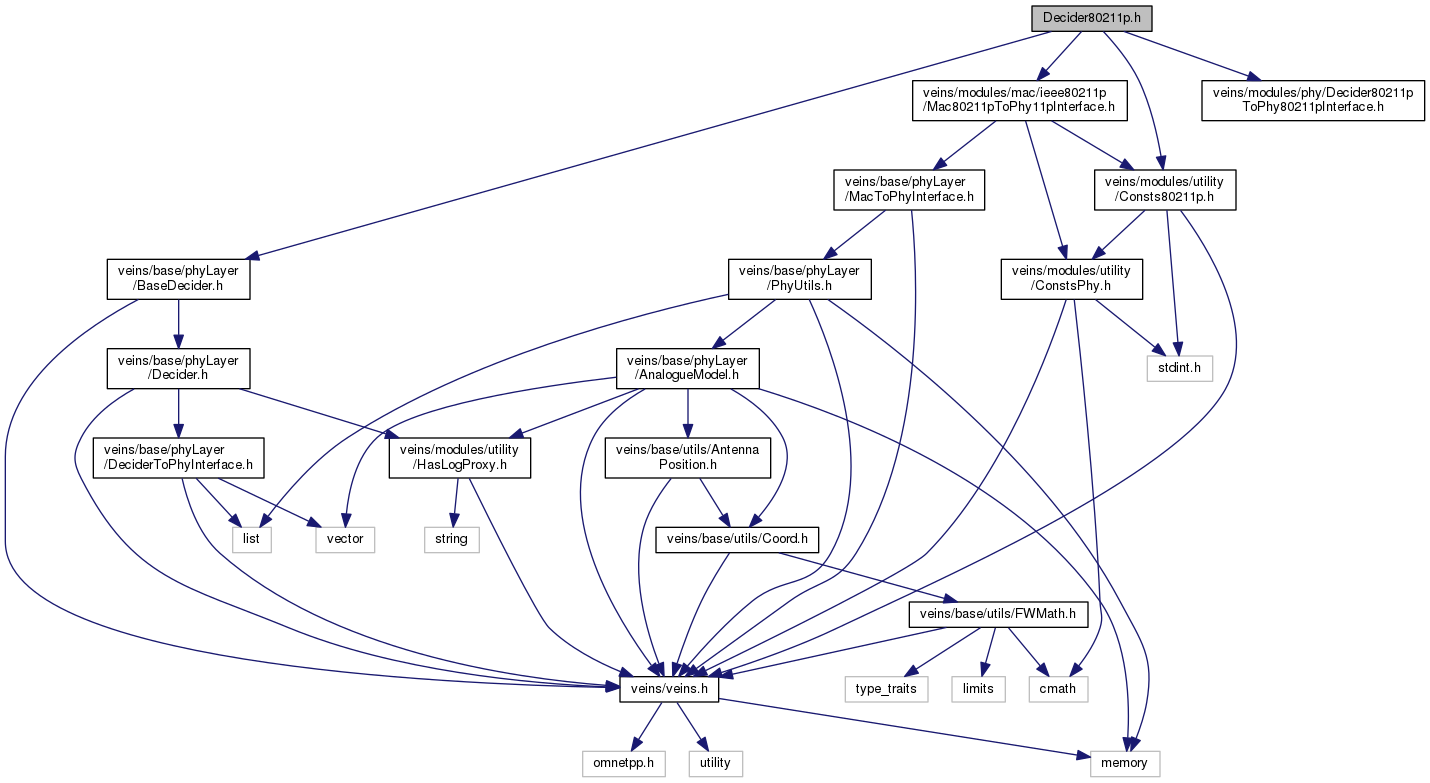 Decider80211p.h
veins/modules/mac/ieee80211p
/Mac80211pToPhy11pInterface.h
veins/modules/phy/Decider80211p
ToPhy80211pInterface.h
veins/base/phyLayer
/MacToPhyInterface.h
veins/modules/utility
/Consts80211p.h
veins/base/phyLayer
/BaseDecider.h
veins/base/phyLayer
/PhyUtils.h
veins/modules/utility
/ConstsPhy.h
veins/base/phyLayer
/Decider.h
veins/base/phyLayer
/AnalogueModel.h
stdint.h
veins/base/phyLayer
/DeciderToPhyInterface.h
veins/modules/utility
/HasLogProxy.h
veins/base/utils/Antenna
Position.h
list
vector
string
veins/base/utils/Coord.h
veins/base/utils/FWMath.h
veins/veins.h
type_traits
limits
cmath
omnetpp.h
utility
memory